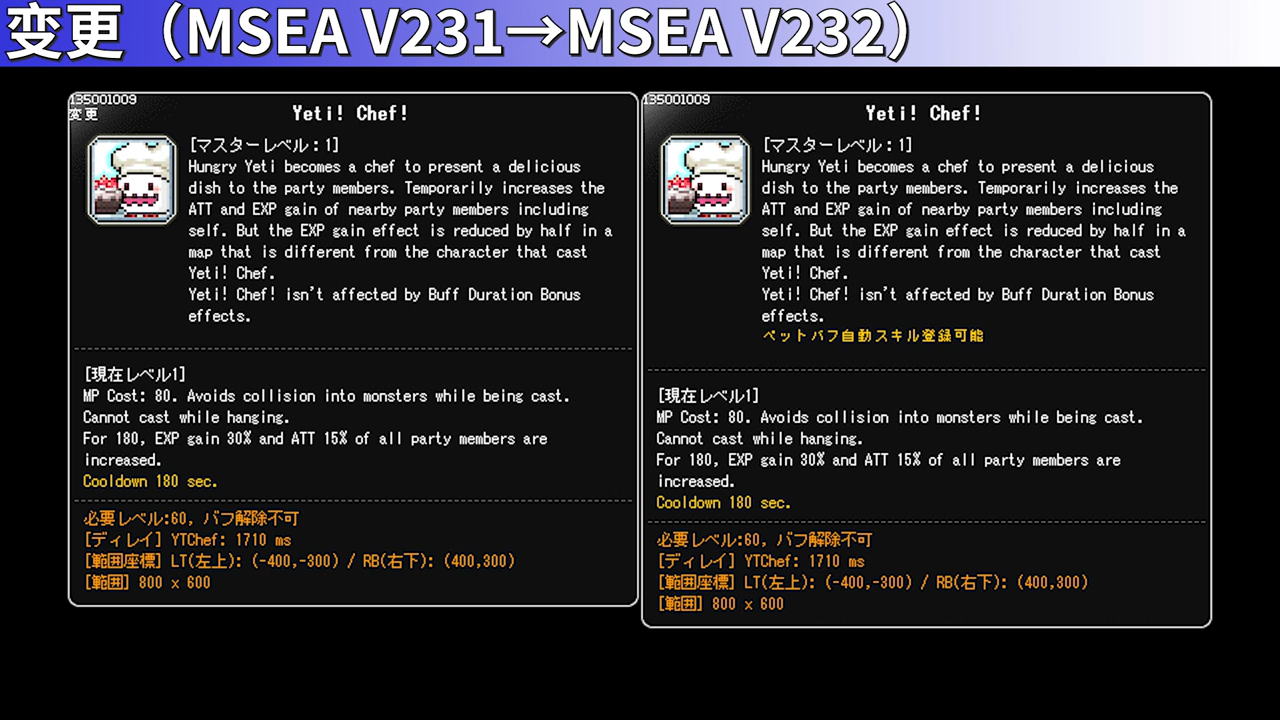 変更（MSEA V231→MSEA V232）
135001009
変更
Yeti! Chef!
[マスターレベル：1]
Hungry Yeti becomes a chef to present a delicious
dish to the party members. Temporarily increases the
ATT and EXP gain of nearby party members including
self. But the EXP gain effect is reduced by half in a
map that is different from the character that cast
Yeti! Chef.
Yeti! Chef! isn't affected by Buff Duration Bonus
effects.
[現在レベル1]
MP Cost: 80. Avoids collision into monsters while being cast.
Cannot cast while hanging.
For 180, EXP gain 30% and ATT 15% of all party members are
increased.
Cooldown 180 sec.
必要レベル:60, バフ解除不可
[ディレイ] YTChef: 1710 ms
[範囲座標] LT(左上): (-400,-300) / RB(右下): (400,300)
[範囲] 800 x 600
135001009
Yeti! Chef!
[マスターレベル：1]
Hungry Yeti becomes a chef to present a delicious
dish to the party members. Temporarily increases the
ATT and EXP gain of nearby party members including
self. But the EXP gain effect is reduced by half in a
map that is different from the character that cast
Yeti! Chef.
Yeti! Chef! isn't affected by Buff Duration Bonus
effects.
ペットバフ自動スキル登録可能
[現在レベル1]
MP Cost: 80. Avoids collision into monsters while being cast.
Cannot cast while hanging.
For 180, EXP gain 30% and ATT 15% of all party members are
increased.
Cooldown 180 sec.
必要レベル:60, バフ解除不可
[ディレイ] YTChef: 1710 ms
[範囲座標] LT(左上): (-400,-300) / RB(右下): (400,300)
[範囲] 800 x 600